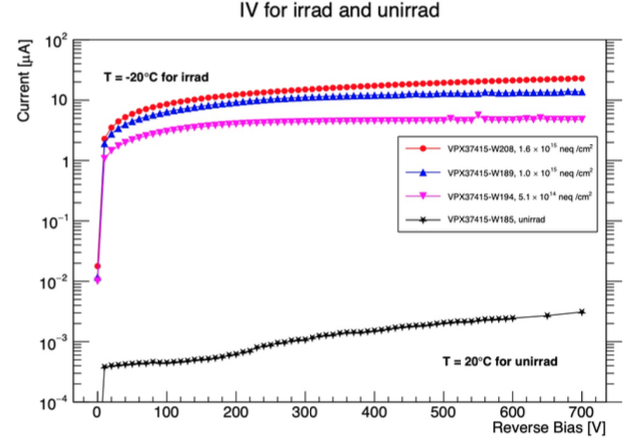 IV for irrad and unirrad
Current [μA]
10²
10
1
10⁻¹
10⁻²
10⁻³
10⁻⁴
T = -20°C for irrad
VPX37415-W208, 1.6 × 10¹⁵ neq /cm²
VPX37415-W189, 1.0 × 10¹⁵ neq /cm²
VPX37415-W194, 5.1 × 10¹⁴ neq /cm²
VPX37415-W185, unirrad
T = 20°C for unirrad
0 100 200 300 400 500 600 700
Reverse Bias [V]